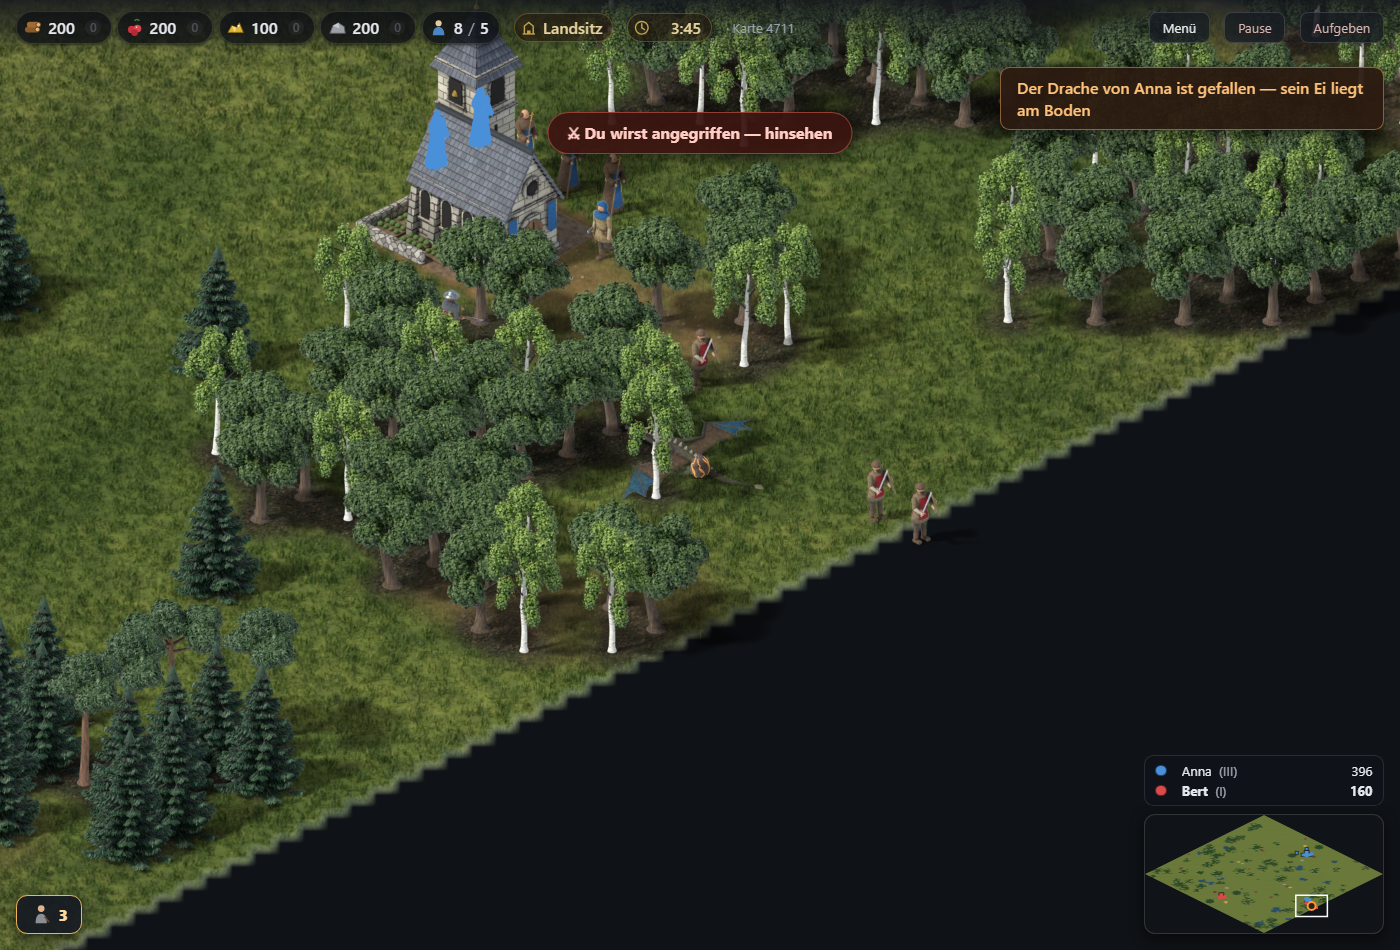 200 0 200 0 100 0 200 0 8 / 5 Landsitz 3:45 · Karte 4711 Menü Pause Aufgeben
Der Drache von Anna ist gefallen — sein Ei liegt
am Boden
⚔ Du wirst angegriffen — hinsehen
Anna (III) 396
Bert (I) 160
3